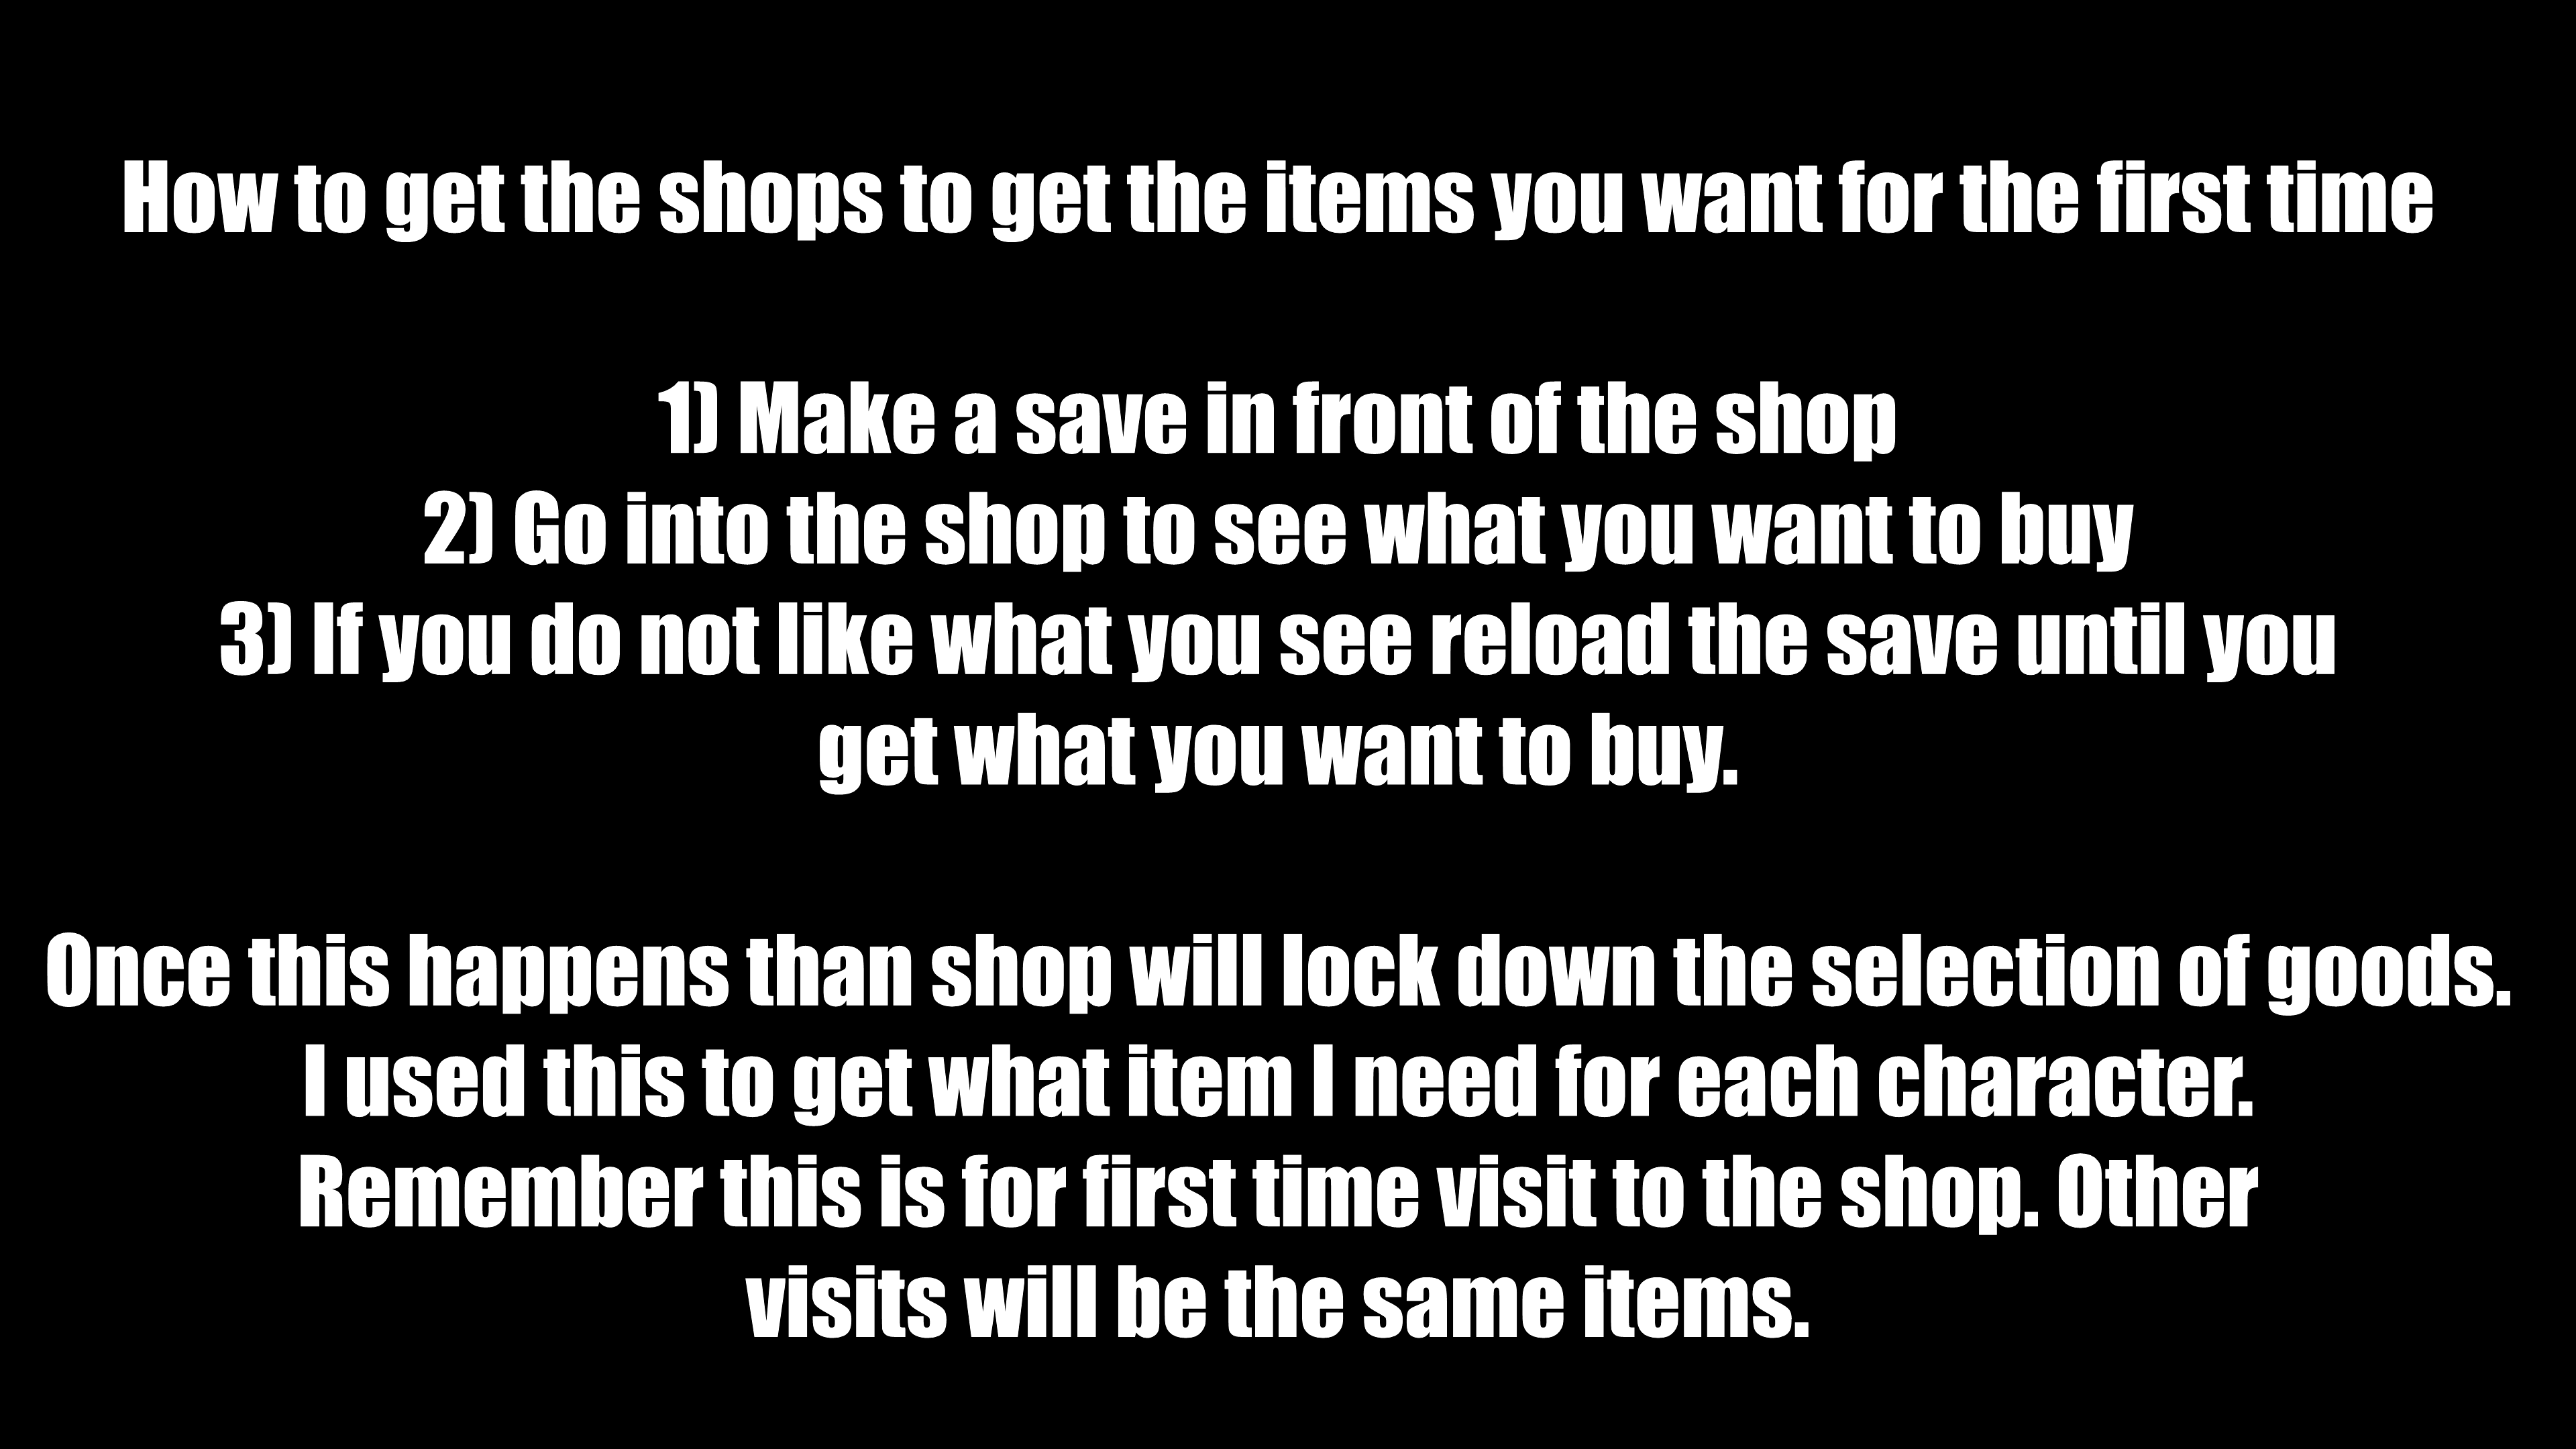 How to get the shops to get the items you want for the first time
1) Make a save in front of the shop
2) Go into the shop to see what you want to buy
3) If you do not like what you see reload the save until you
get what you want to buy.
Once this happens than shop will lock down the selection of goods.
I used this to get what item I need for each character.
Remember this is for first time visit to the shop. Other
visits will be the same items.